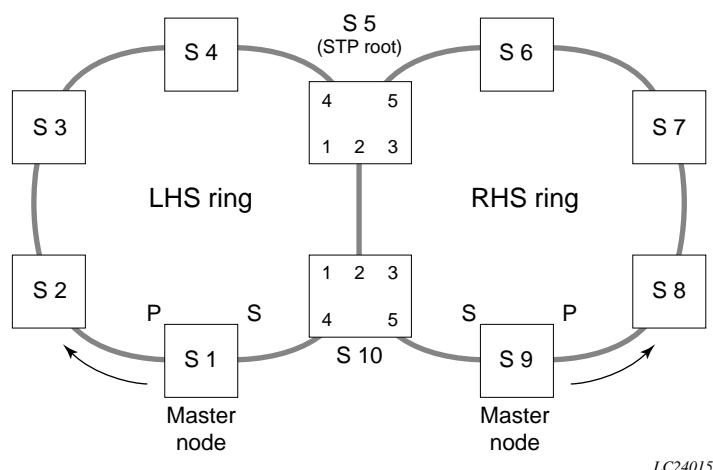 S 5
(STP root)
S 4
S 6
4 5
1 2 3
S 3
S 7
LHS ring
RHS ring
S 2
1 2 3
4 5
S 8
P
S
S
P
S 1
S 10
S 9
Master
node
Master
node
LC24015